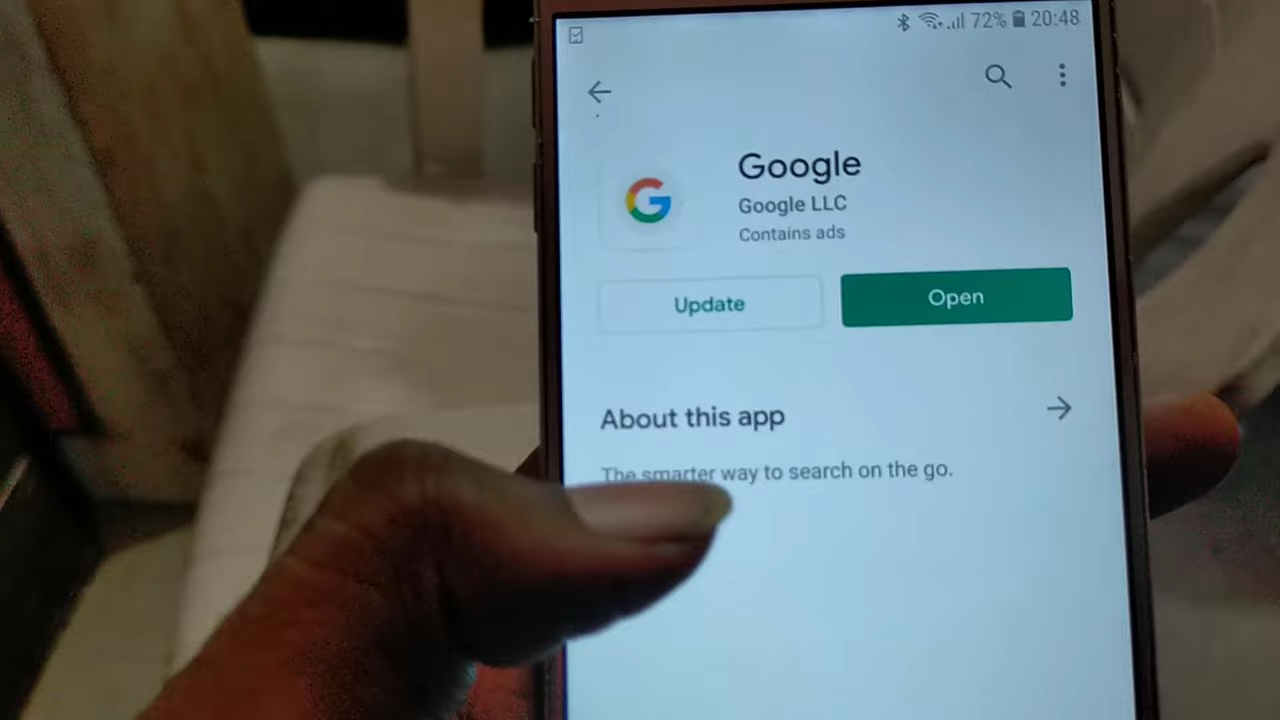 72% 20:48
Google
Google LLC
Contains ads
Update Open
About this app
The smarter way to search on the go.